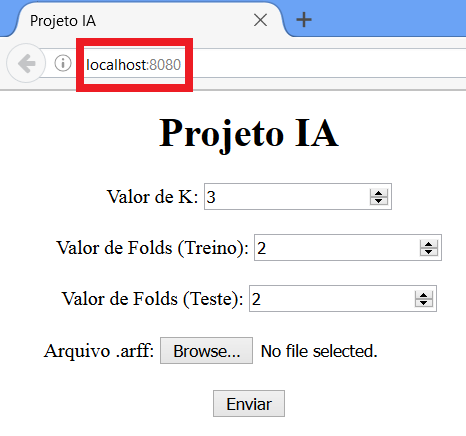 Projeto IA
localhost:8080
Projeto IA
Valor de K: 3
Valor de Folds (Treino): 2
Valor de Folds (Teste): 2
Arquivo .arff: Browse... No file selected.
Enviar